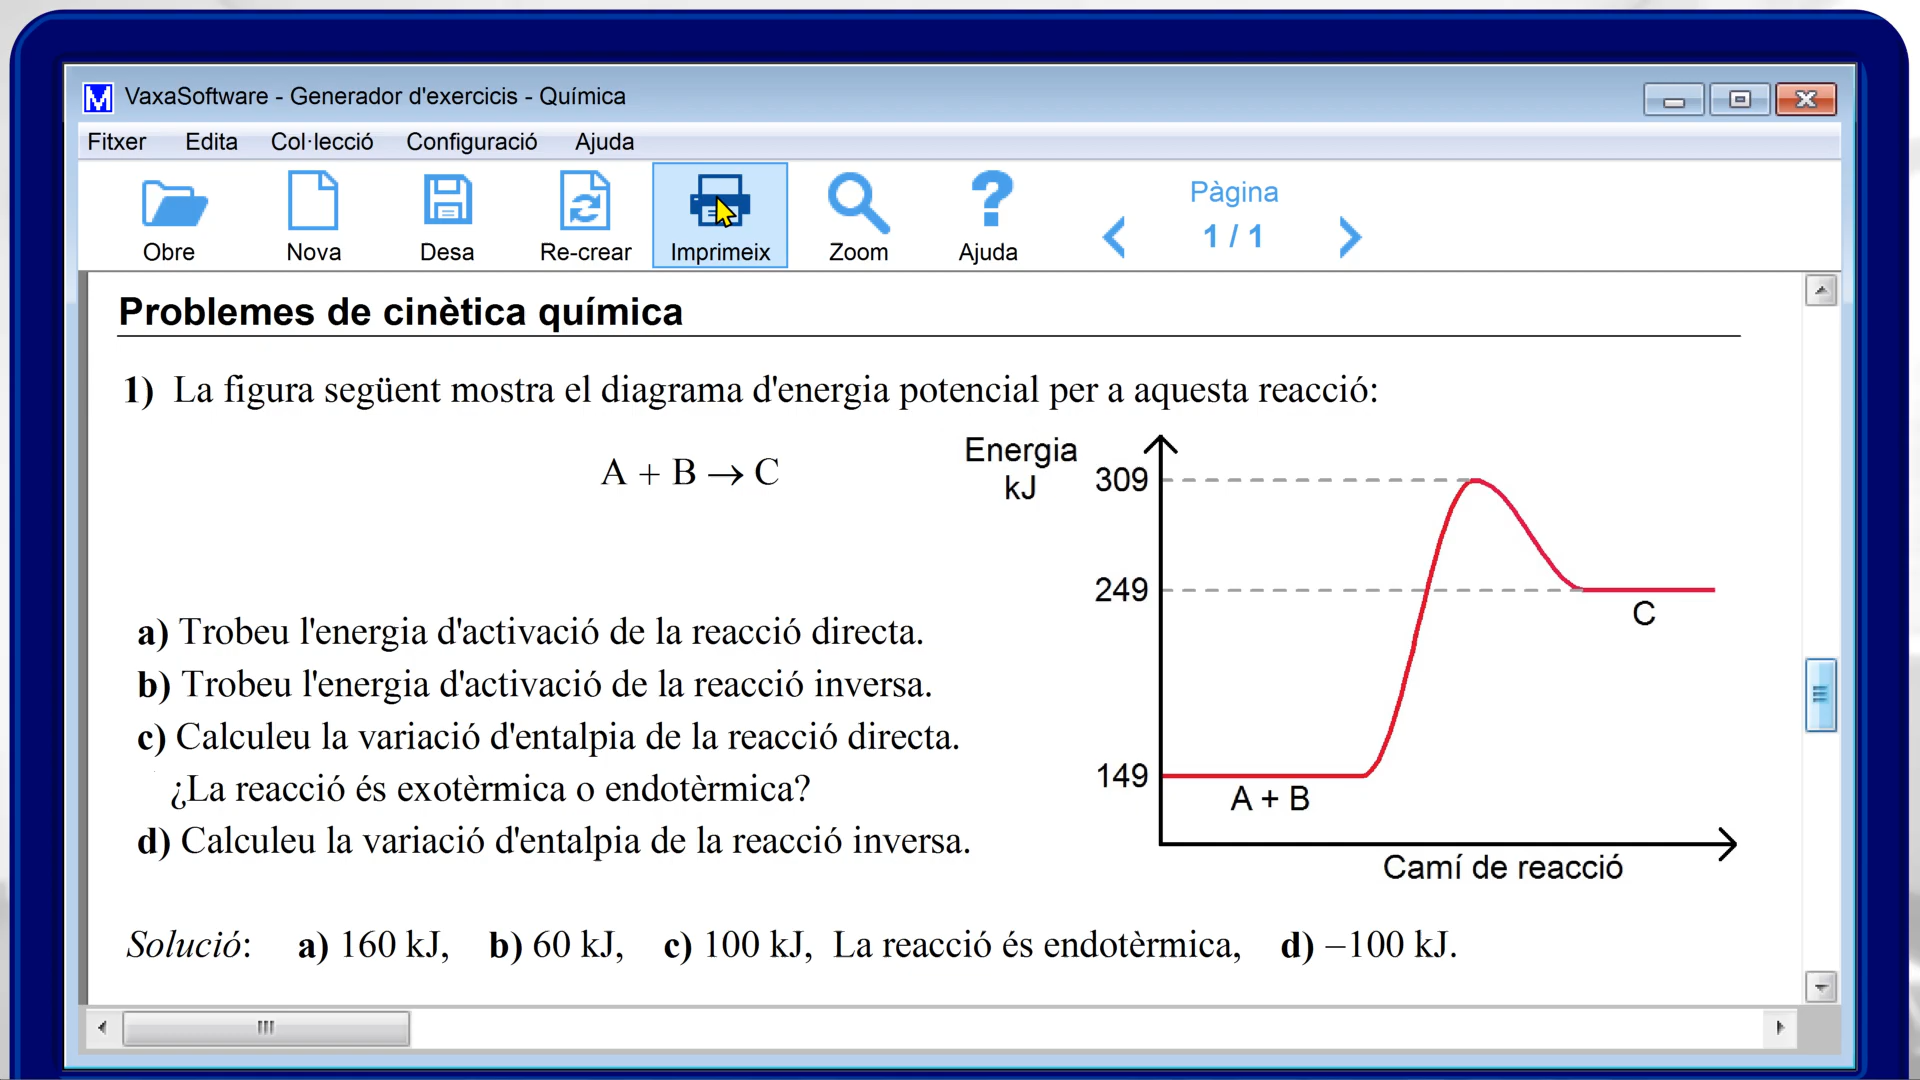 VaxaSoftware - Generador d'exercicis - Química
Fitxer Edita Col·lecció Configuració Ajuda
Obre Nova Desa Re-crear Imprimeix Zoom Ajuda
Pàgina
1 / 1
Problemes de cinètica química
1) La figura següent mostra el diagrama d'energia potencial per a aquesta reacció:
A + B → C
Energia
kJ
309
249
149
A + B
C
Camí de reacció
a) Trobeu l'energia d'activació de la reacció directa.
b) Trobeu l'energia d'activació de la reacció inversa.
c) Calculeu la variació d'entalpia de la reacció directa.
¿La reacció és exotèrmica o endotèrmica?
d) Calculeu la variació d'entalpia de la reacció inversa.
Solució: a) 160 kJ, b) 60 kJ, c) 100 kJ, La reacció és endotèrmica, d) –100 kJ.